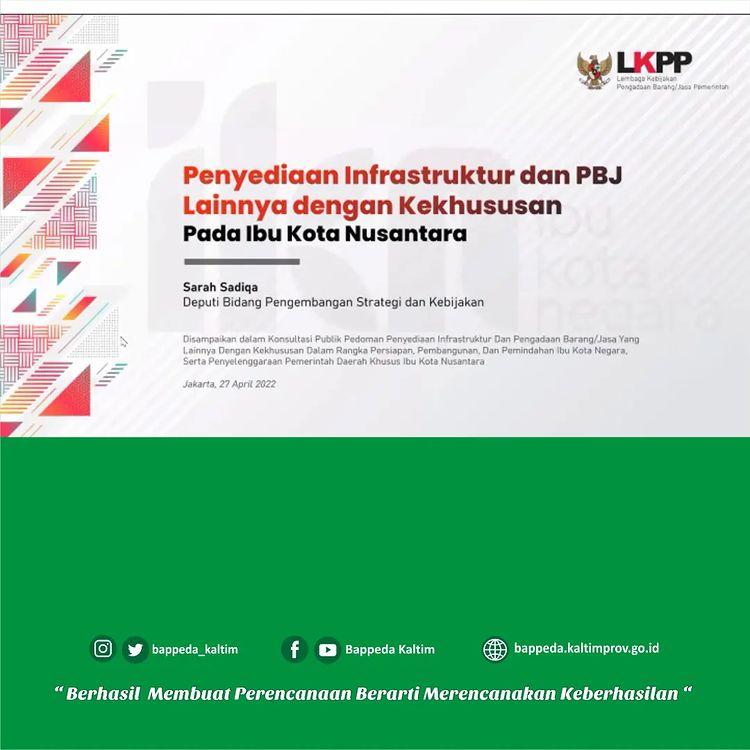 LKPP
Lembaga Kebijakan
Pengadaan Barang/Jasa Pemerintah
Penyediaan Infrastruktur dan PBJ
Lainnya dengan Kekhususan
Pada Ibu Kota Nusantara
ikn
ibu
kota
negara
Sarah Sadiqa
Deputi Bidang Pengembangan Strategi dan Kebijakan
Disampaikan dalam Konsultasi Publik Pedoman Penyediaan Infrastruktur Dan Pengadaan Barang/Jasa Yang
Lainnya Dengan Kekhususan Dalam Rangka Persiapan, Pembangunan, Dan Pemindahan Ibu Kota Negara,
Serta Penyelenggaraan Pemerintah Daerah Khusus Ibu Kota Nusantara
Jakarta, 27 April 2022
bappeda_kaltim
Bappeda Kaltim
bappeda.kaltimprov.go.id
“ Berhasil Membuat Perencanaan Berarti Merencanakan Keberhasilan “